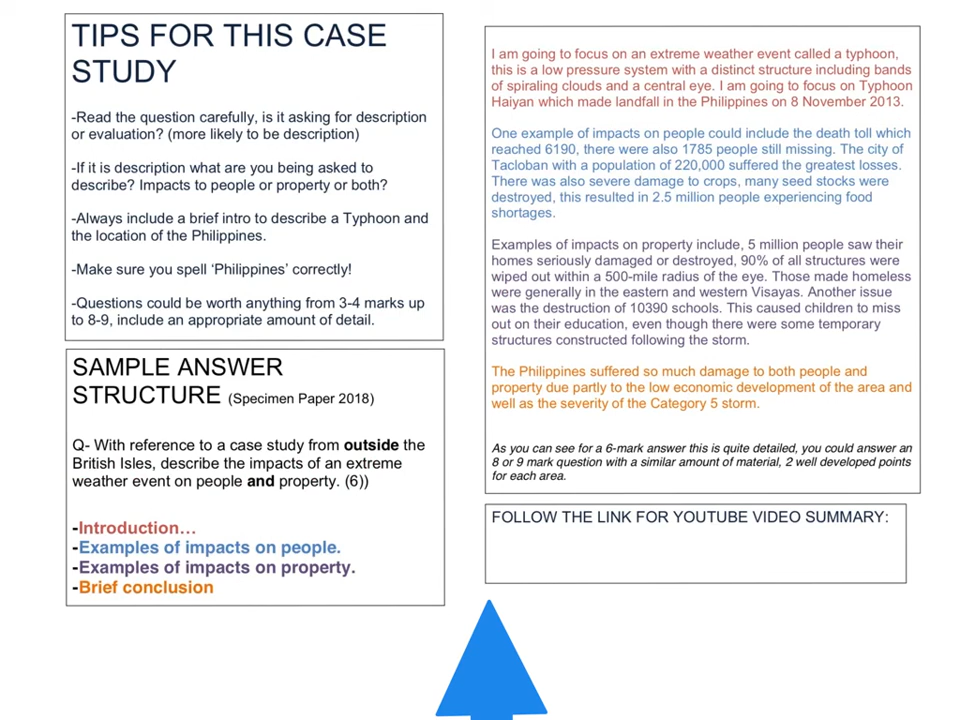 TIPS FOR THIS CASE
STUDY
-Read the question carefully, is it asking for description
or evaluation? (more likely to be description)
-If it is description what are you being asked to
describe? Impacts to people or property or both?
-Always include a brief intro to describe a Typhoon and
the location of the Philippines.
-Make sure you spell ‘Philippines’ correctly!
-Questions could be worth anything from 3-4 marks up
to 8-9, include an appropriate amount of detail.
SAMPLE ANSWER
STRUCTURE (Specimen Paper 2018)
Q- With reference to a case study from outside the
British Isles, describe the impacts of an extreme
weather event on people and property. (6))
-Introduction…
-Examples of impacts on people.
-Examples of impacts on property.
-Brief conclusion
I am going to focus on an extreme weather event called a typhoon,
this is a low pressure system with a distinct structure including bands
of spiraling clouds and a central eye. I am going to focus on Typhoon
Haiyan which made landfall in the Philippines on 8 November 2013.
One example of impacts on people could include the death toll which
reached 6190, there were also 1785 people still missing. The city of
Tacloban with a population of 220,000 suffered the greatest losses.
There was also severe damage to crops, many seed stocks were
destroyed, this resulted in 2.5 million people experiencing food
shortages.
Examples of impacts on property include, 5 million people saw their
homes seriously damaged or destroyed, 90% of all structures were
wiped out within a 500-mile radius of the eye. Those made homeless
were generally in the eastern and western Visayas. Another issue
was the destruction of 10390 schools. This caused children to miss
out on their education, even though there were some temporary
structures constructed following the storm.
The Philippines suffered so much damage to both people and
property due partly to the low economic development of the area and
well as the severity of the Category 5 storm.
As you can see for a 6-mark answer this is quite detailed, you could answer an
8 or 9 mark question with a similar amount of material, 2 well developed points
for each area.
FOLLOW THE LINK FOR YOUTUBE VIDEO SUMMARY: